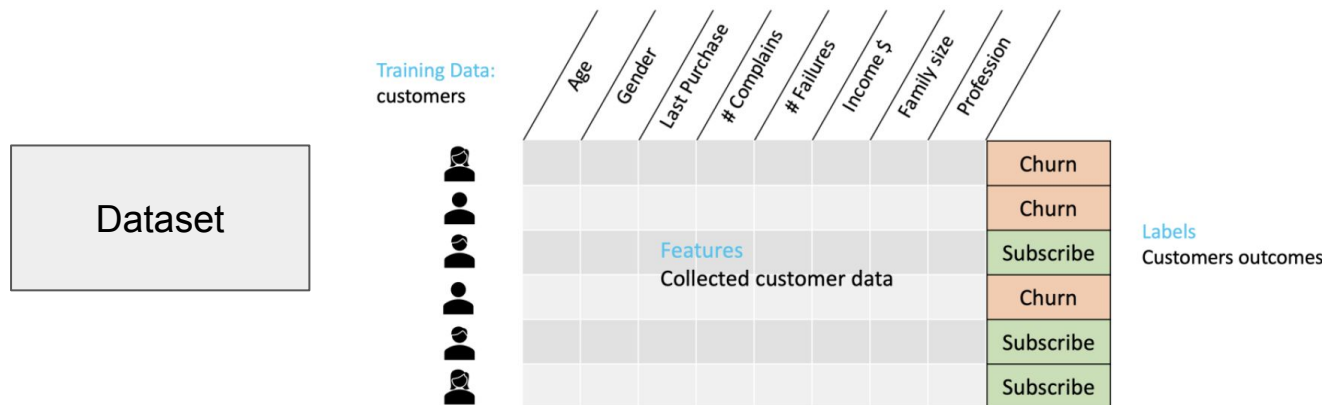 Training Data:
customers
Age
Gender
Last Purchase
# Complains
# Failures
Income $
Family size
Profession
Dataset
Churn
Churn
Subscribe
Churn
Subscribe
Subscribe
Features
Collected customer data
Labels
Customers outcomes